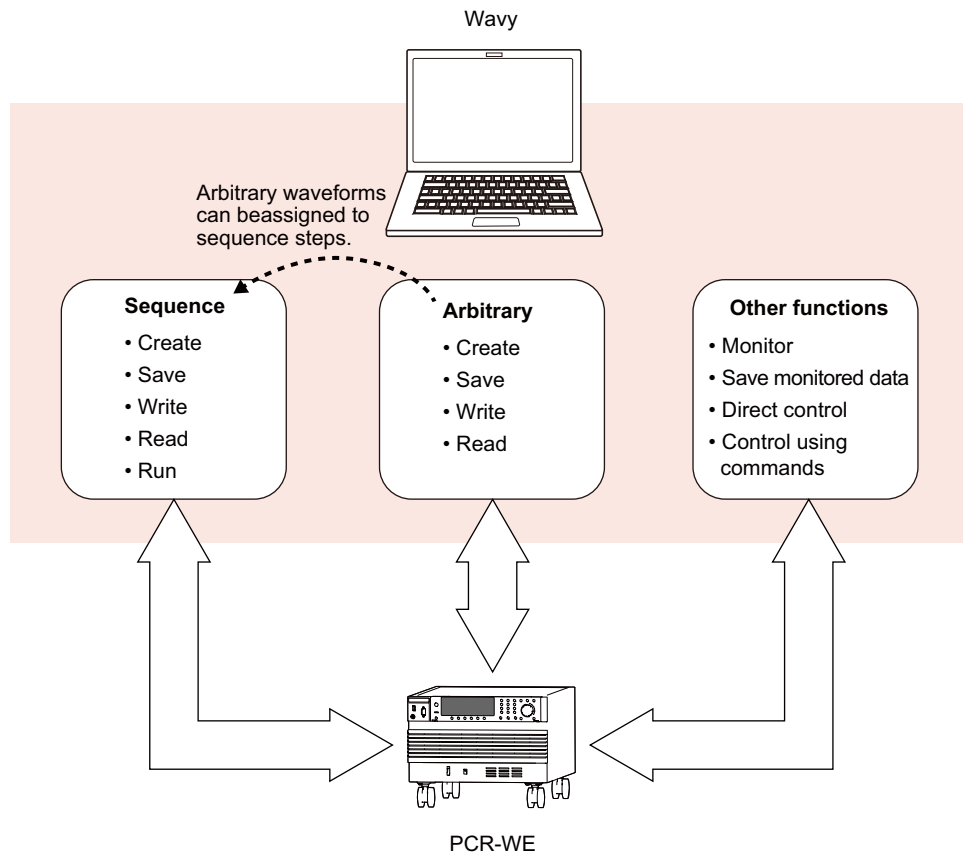 Wavy
Arbitrary waveforms
can beassigned to
sequence steps.
Sequence
• Create
• Save
• Write
• Read
• Run
Arbitrary
• Create
• Save
• Write
• Read
Other functions
• Monitor
• Save monitored data
• Direct control
• Control using
commands
PCR-WE